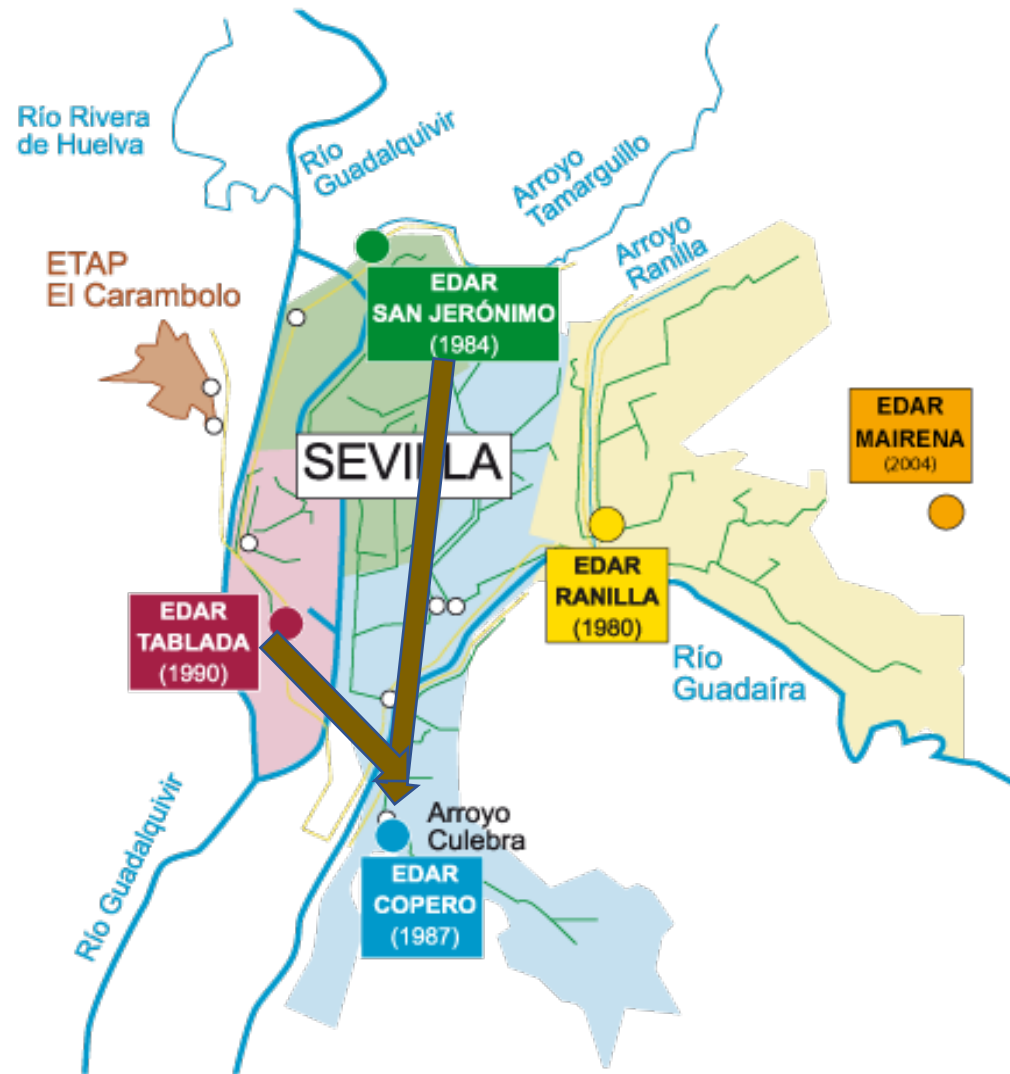 Río Rivera
de Huelva
Río
Guadalquivir
Arroyo
Tamarguillo
Arroyo
Ranilla
ETAP
El Carambolo
EDAR
SAN JERÓNIMO
(1984)
EDAR
MAIRENA
(2004)
SEVILLA
EDAR
RANILLA
(1980)
EDAR
TABLADA
(1990)
Río
Guadaíra
Río Guadalquivir
Arroyo
Culebra
EDAR
COPERO
(1987)